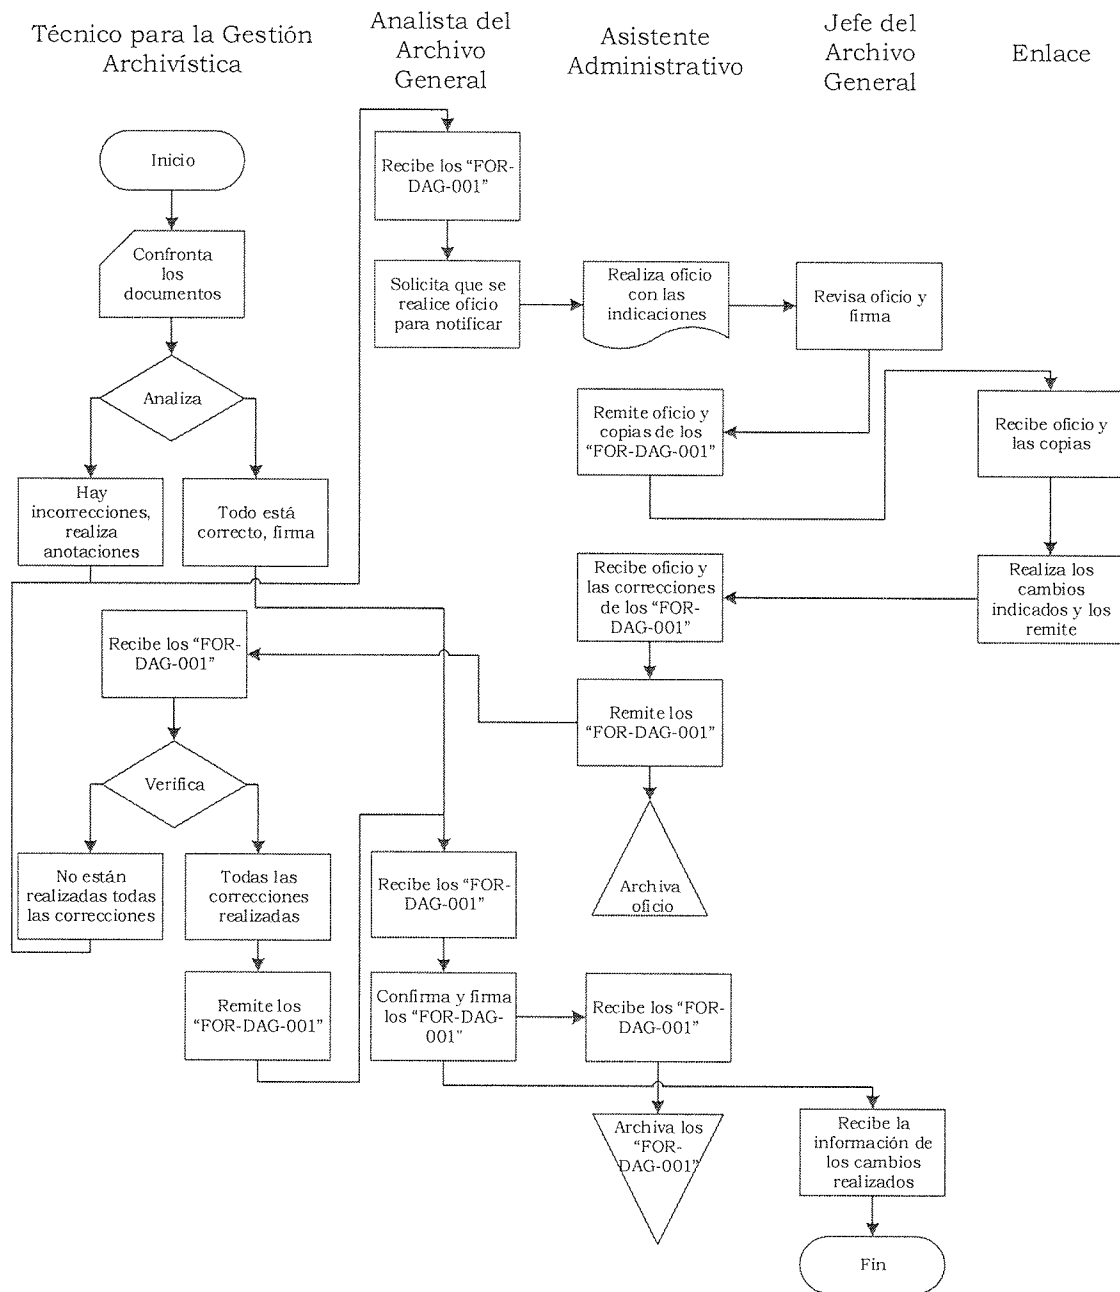 Técnico para la Gestión
Archivística
Analista del
Archivo
General
Asistente
Administrativo
Jefe del
Archivo
General
Enlace
Inicio
Confronta
los
documentos
Analiza
Hay
incorrecciones,
realiza
anotaciones
Todo está
correcto, firma
Recibe los "FOR-
DAG-001"
Solicita que se
realice oficio
para notificar
Realiza oficio
con las
indicaciones
Revisa oficio y
firma
Remite oficio y
copias de los
"FOR-DAG-001"
Recibe oficio y
las copias
Realiza los
cambios
indicados y los
remite
Recibe oficio y
las correcciones
de los "FOR-
DAG-001"
Remite los
"FOR-DAG-001"
Archiva
oficio
Recibe los "FOR-
DAG-001"
Verifica
No están
realizadas todas
las correcciones
Todas las
correcciones
realizadas
Remite los
"FOR-DAG-001"
Recibe los "FOR-
DAG-001"
Confirma y firma
los "FOR-DAG-
001"
Recibe los "FOR-
DAG-001"
Archiva los
"FOR-
DAG-001"
Recibe la
información de
los cambios
realizados
Fin